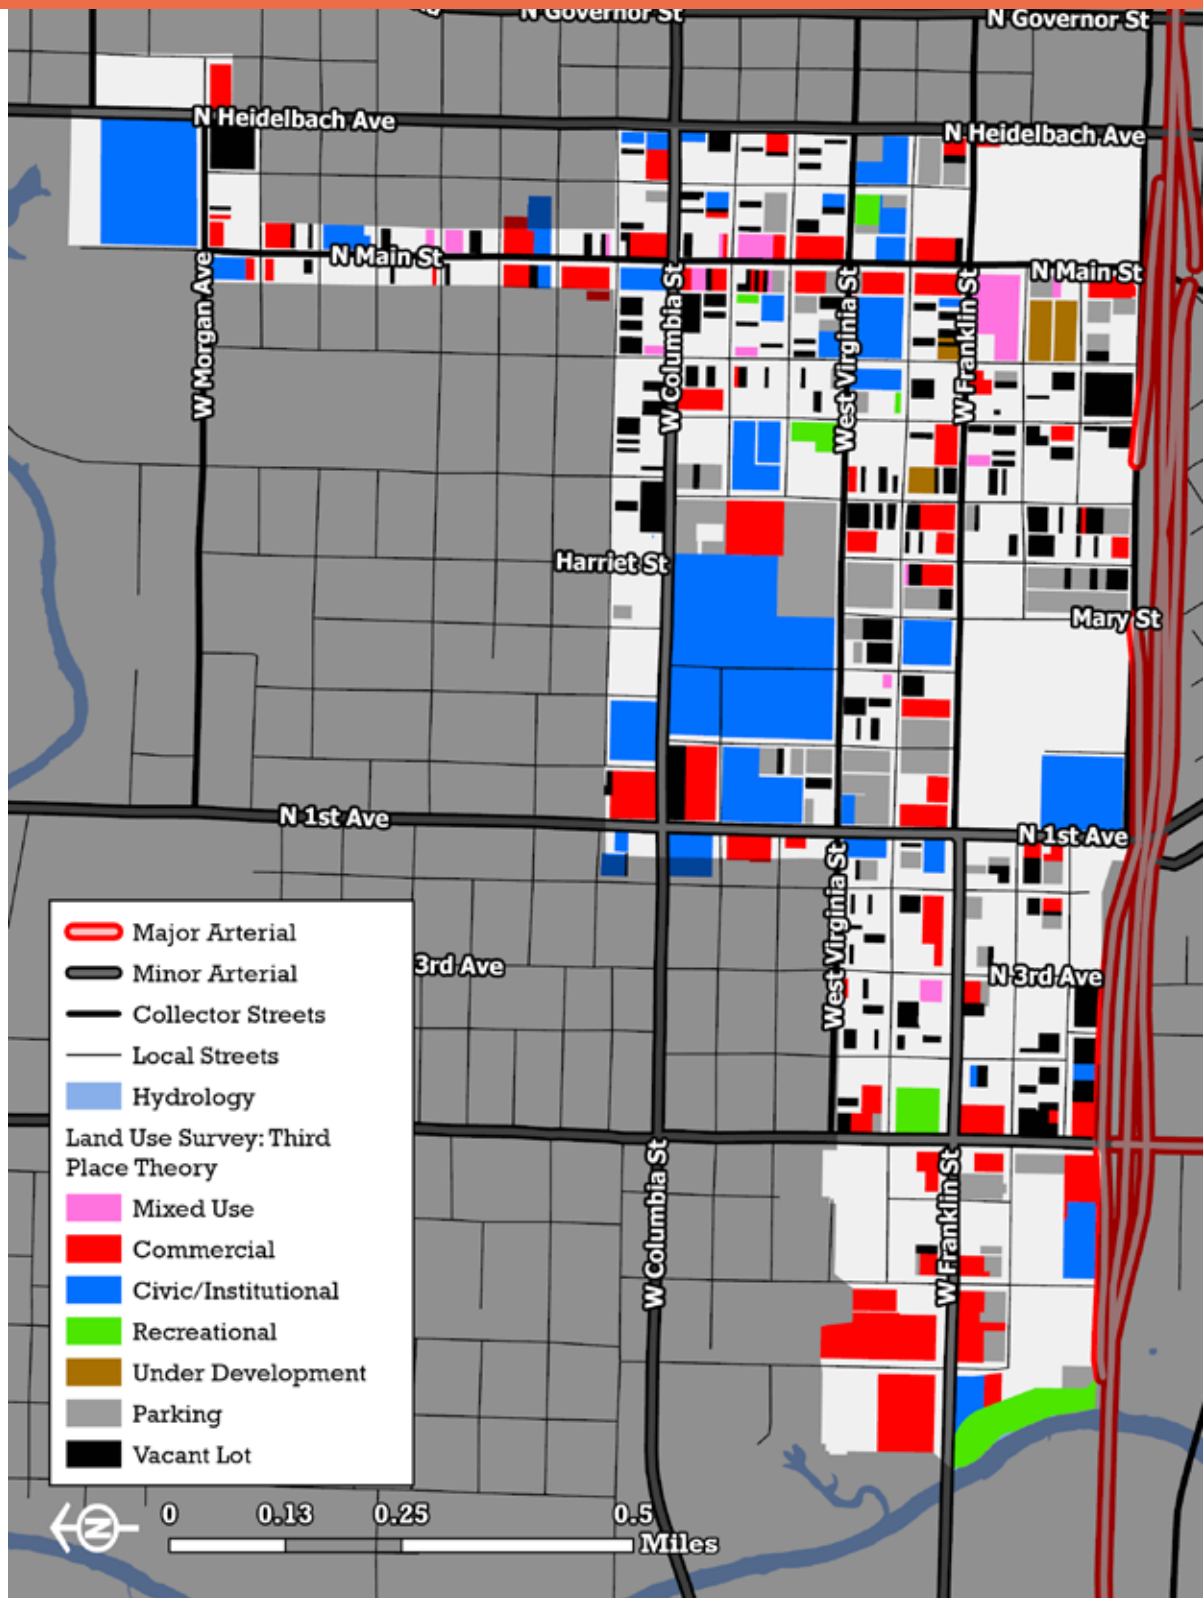 N Governor St
N Governor St
N Heidelbach Ave
N Heidelbach Ave
N Main St
N Main St
W Morgan Ave
W Columbia St
West Virginia St
W Franklin St
Harriet St
Mary St
N 1st Ave
N 1st Ave
West Virginia St
3rd Ave
N 3rd Ave
W Columbia St
W Franklin St
Major Arterial
Minor Arterial
Collector Streets
Local Streets
Hydrology
Land Use Survey: Third
Place Theory
Mixed Use
Commercial
Civic/Institutional
Recreational
Under Development
Parking
Vacant Lot
N
0 0.13 0.25 0.5
Miles